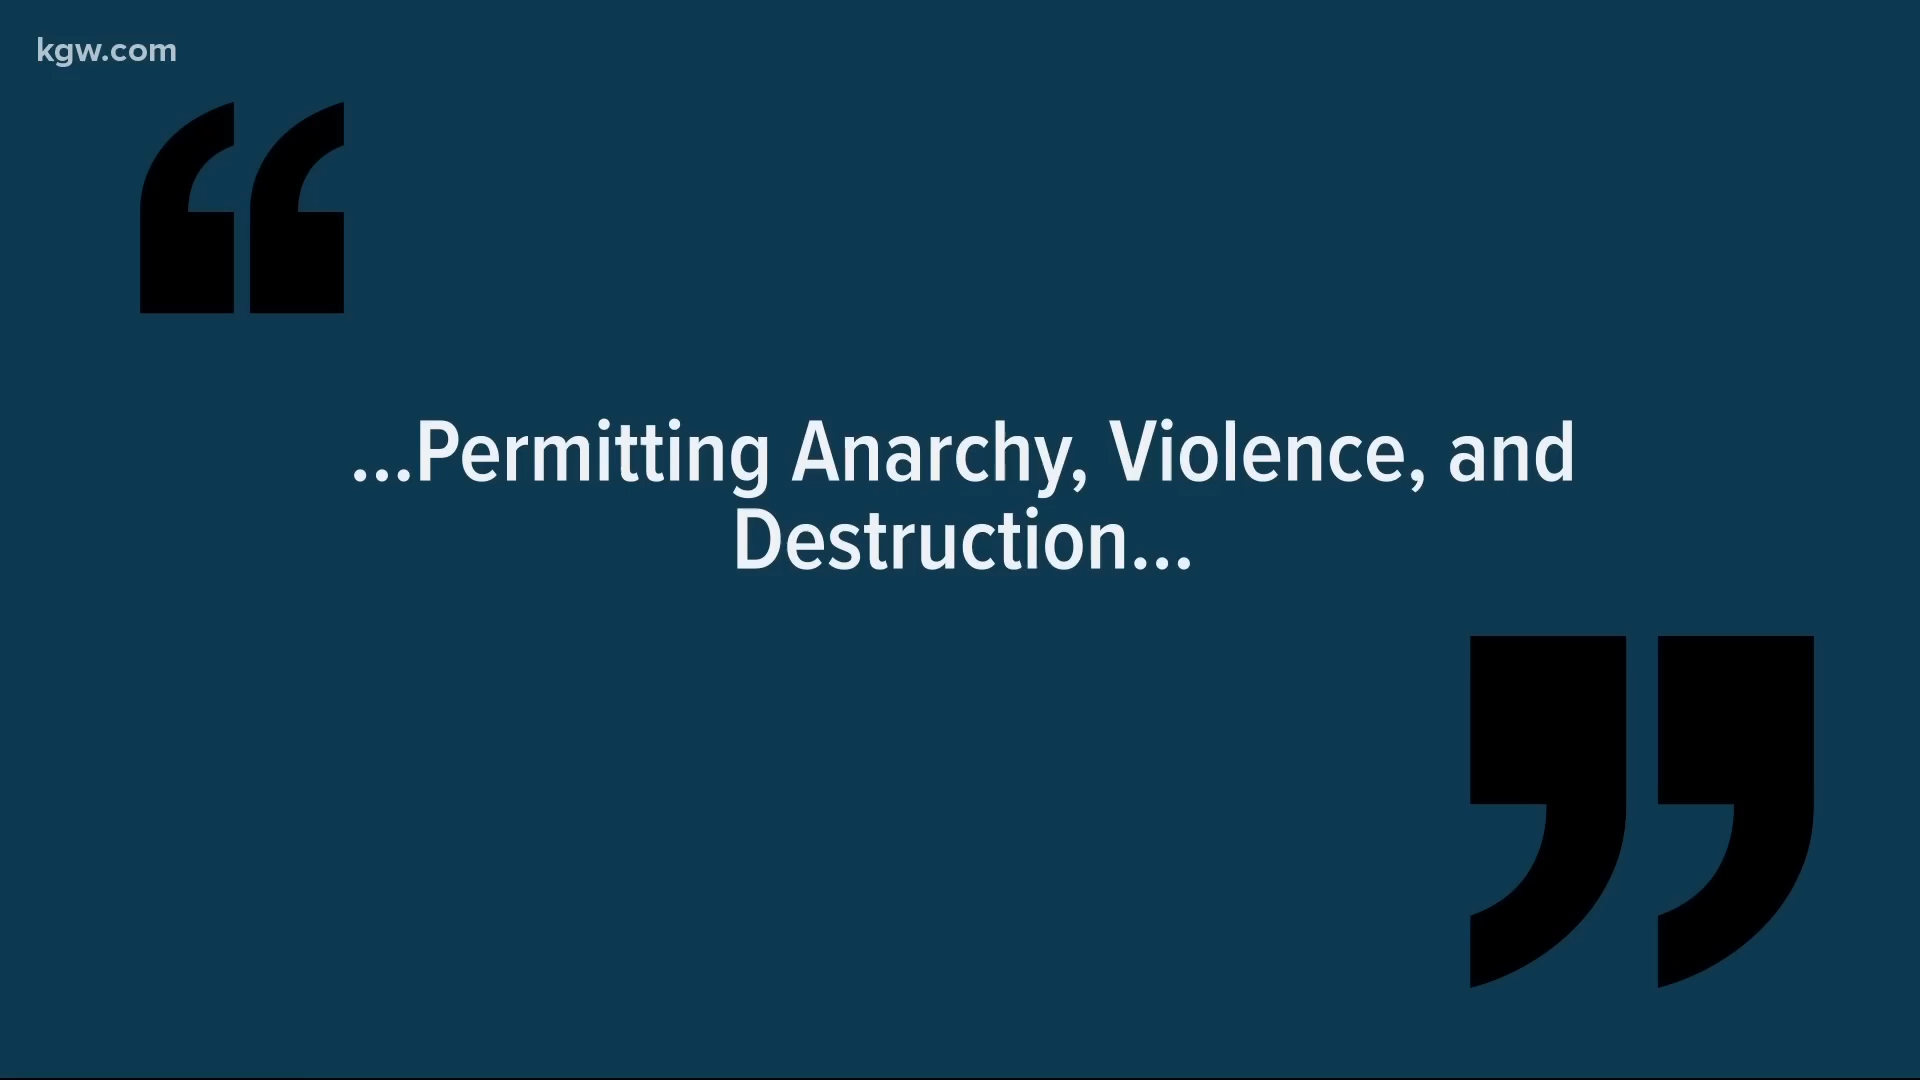 kgw.com
...Permitting Anarchy, Violence, and
Destruction...